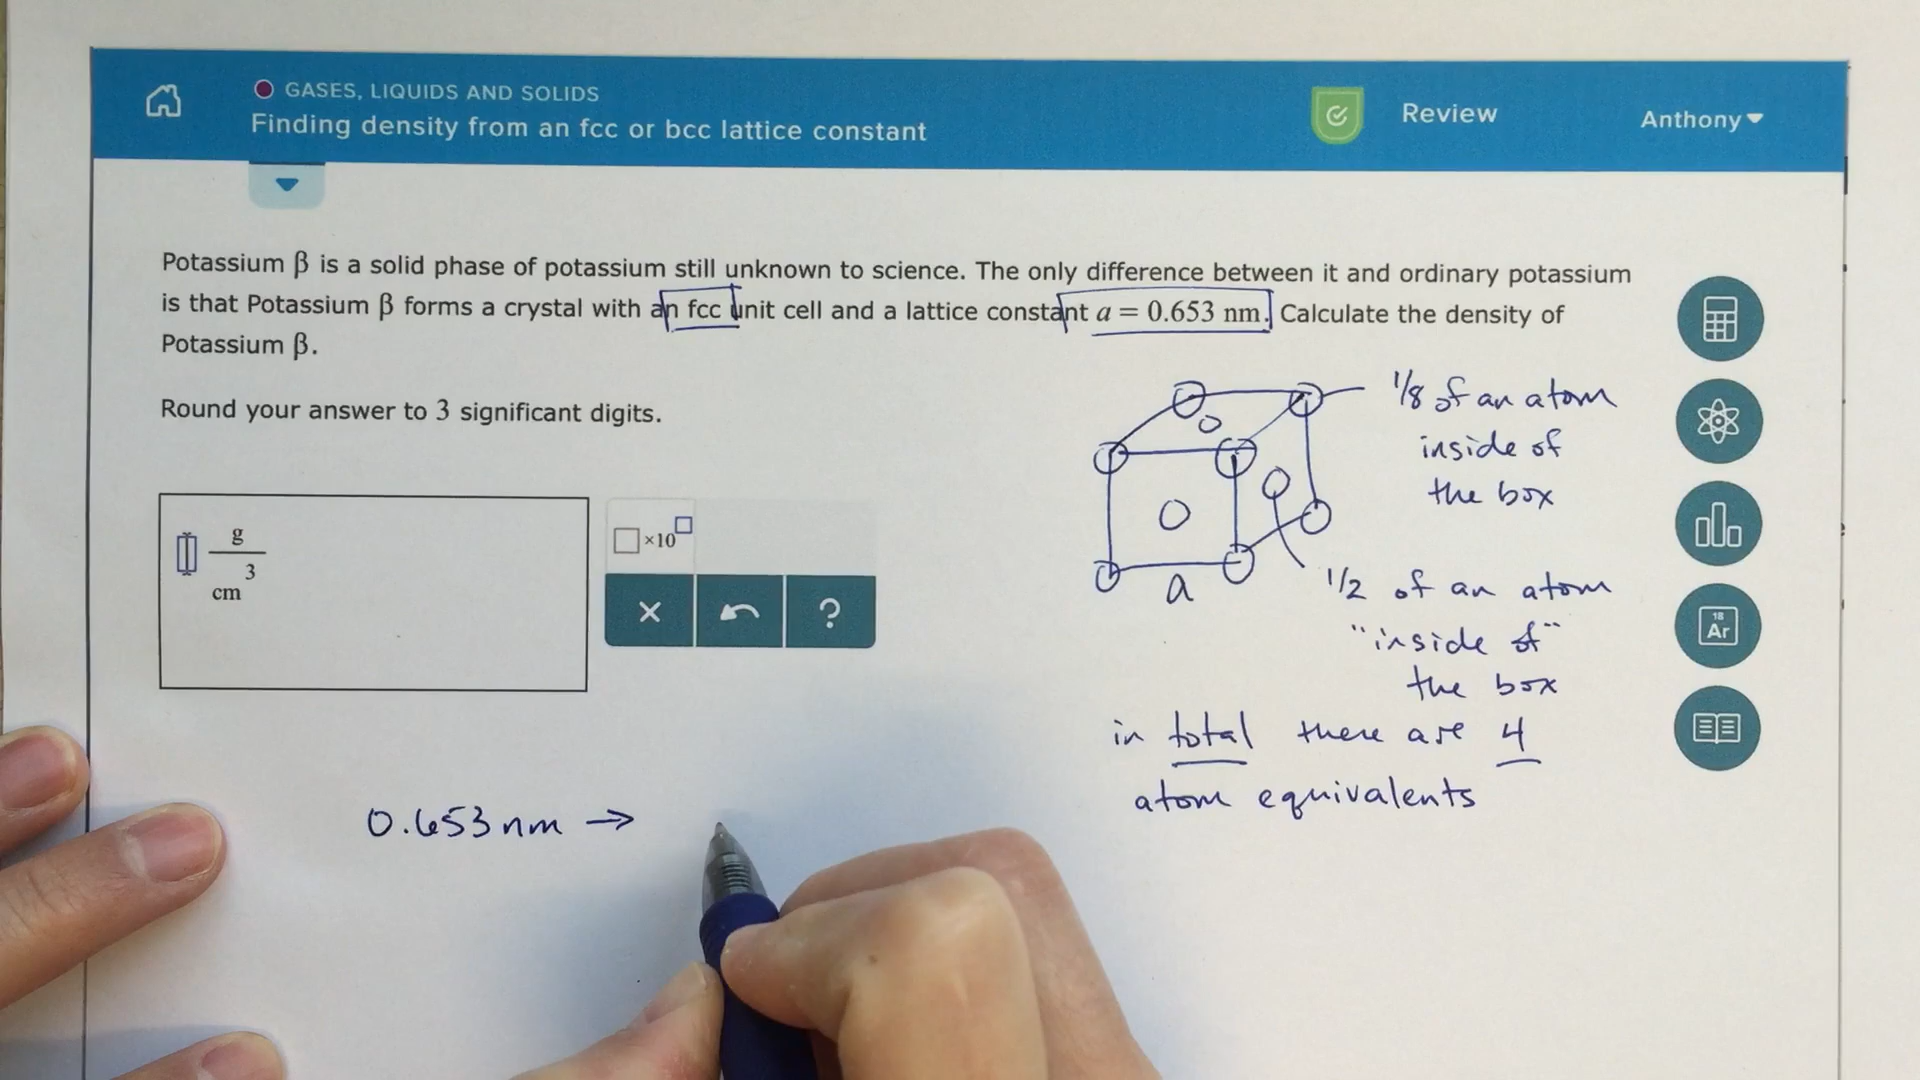 GASES, LIQUIDS AND SOLIDS
Finding density from an fcc or bcc lattice constant
Review
Anthony
Potassium β is a solid phase of potassium still unknown to science. The only difference between it and ordinary potassium
is that Potassium β forms a crystal with an fcc unit cell and a lattice constant a = 0.653 nm. Calculate the density of
Potassium β.
Round your answer to 3 significant digits.
g
cm3
×10
?
a
1/8 of an atom
inside of
the box
1/2 of an atom
"inside of"
the box
in total there are 4
atom equivalents
0.653 nm →
18
Ar